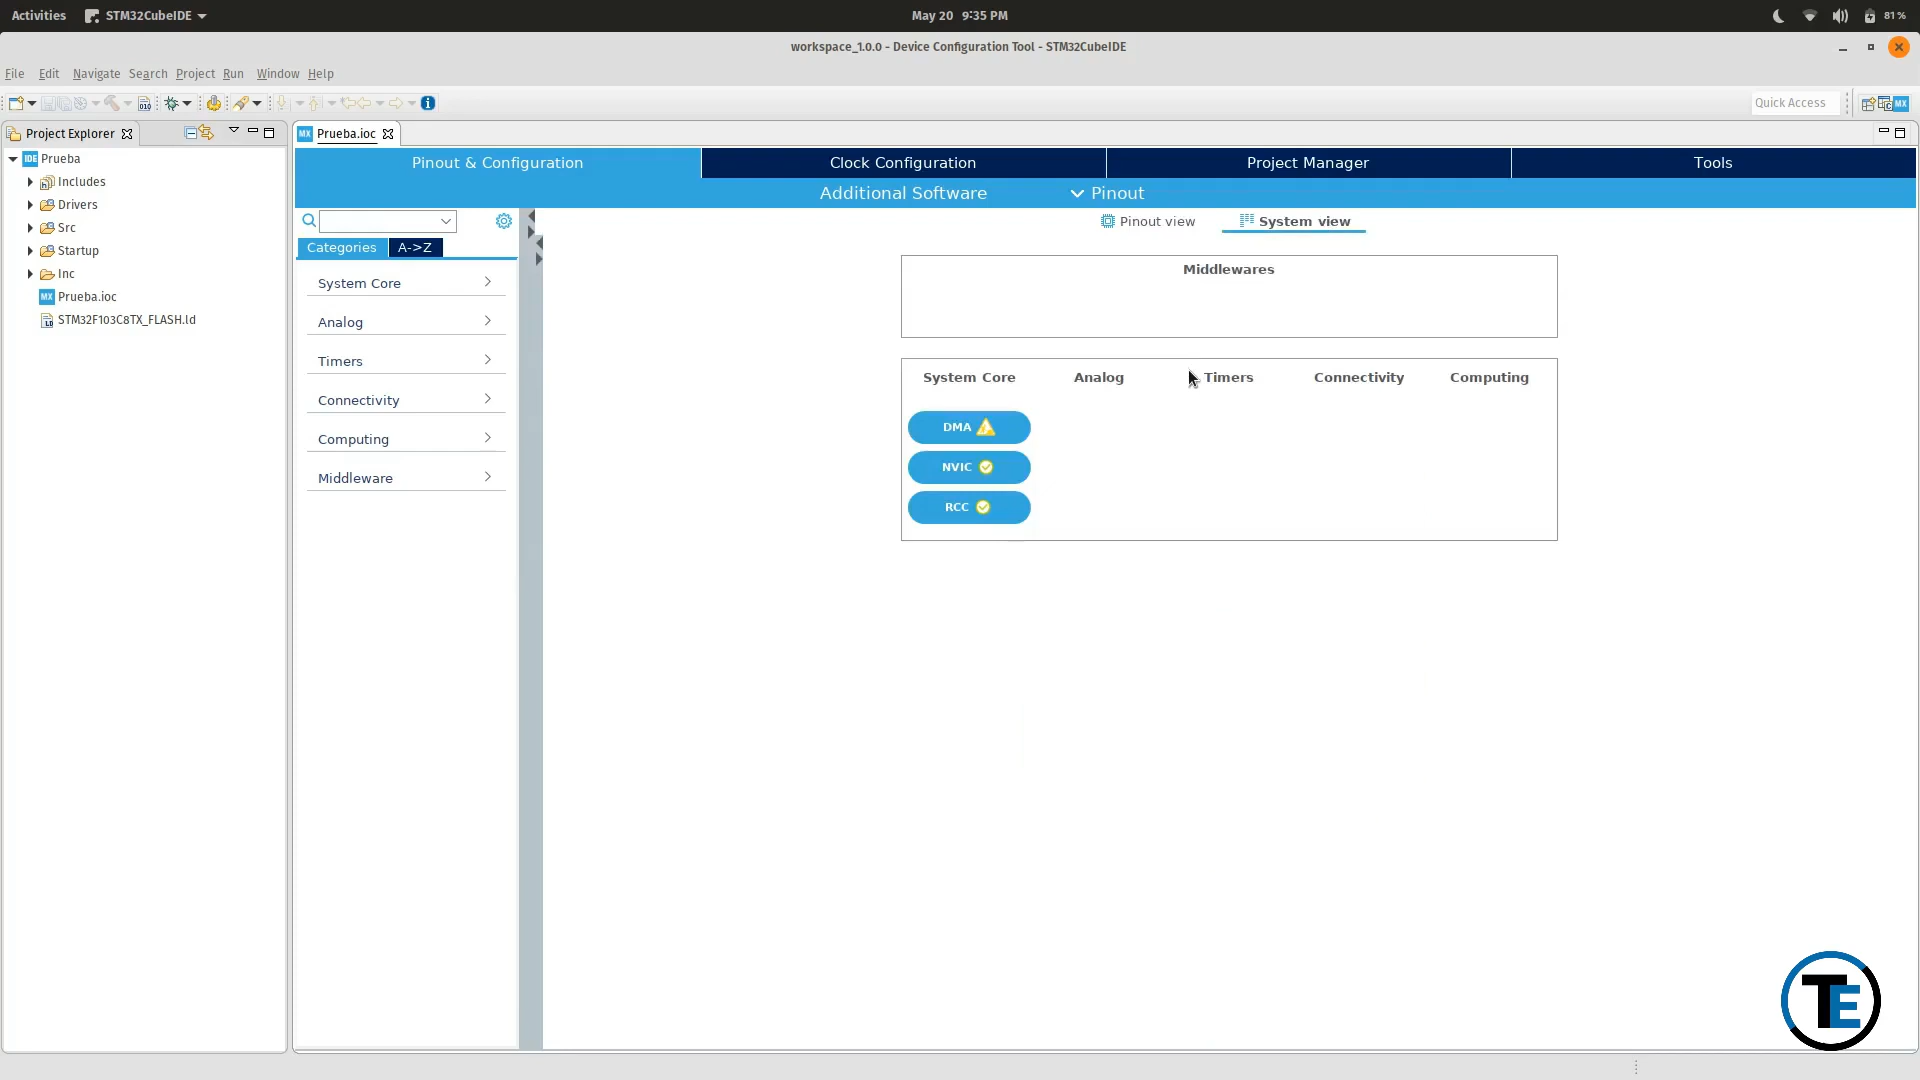 Activities STM32CubeIDE May 20 9:35 PM 81%
workspace_1.0.0 - Device Configuration Tool - STM32CubeIDE
File Edit Navigate Search Project Run Window Help
Quick Access
Project Explorer
Prueba.ioc
Prueba
Includes
Drivers
Src
Startup
Inc
Prueba.ioc
STM32F103C8TX_FLASH.ld
Pinout & Configuration Clock Configuration Project Manager Tools
Additional Software Pinout
Pinout view System view
Categories A->Z
System Core
Analog
Timers
Connectivity
Computing
Middleware
Middlewares
System Core Analog Timers Connectivity Computing
DMA
NVIC
RCC
TE